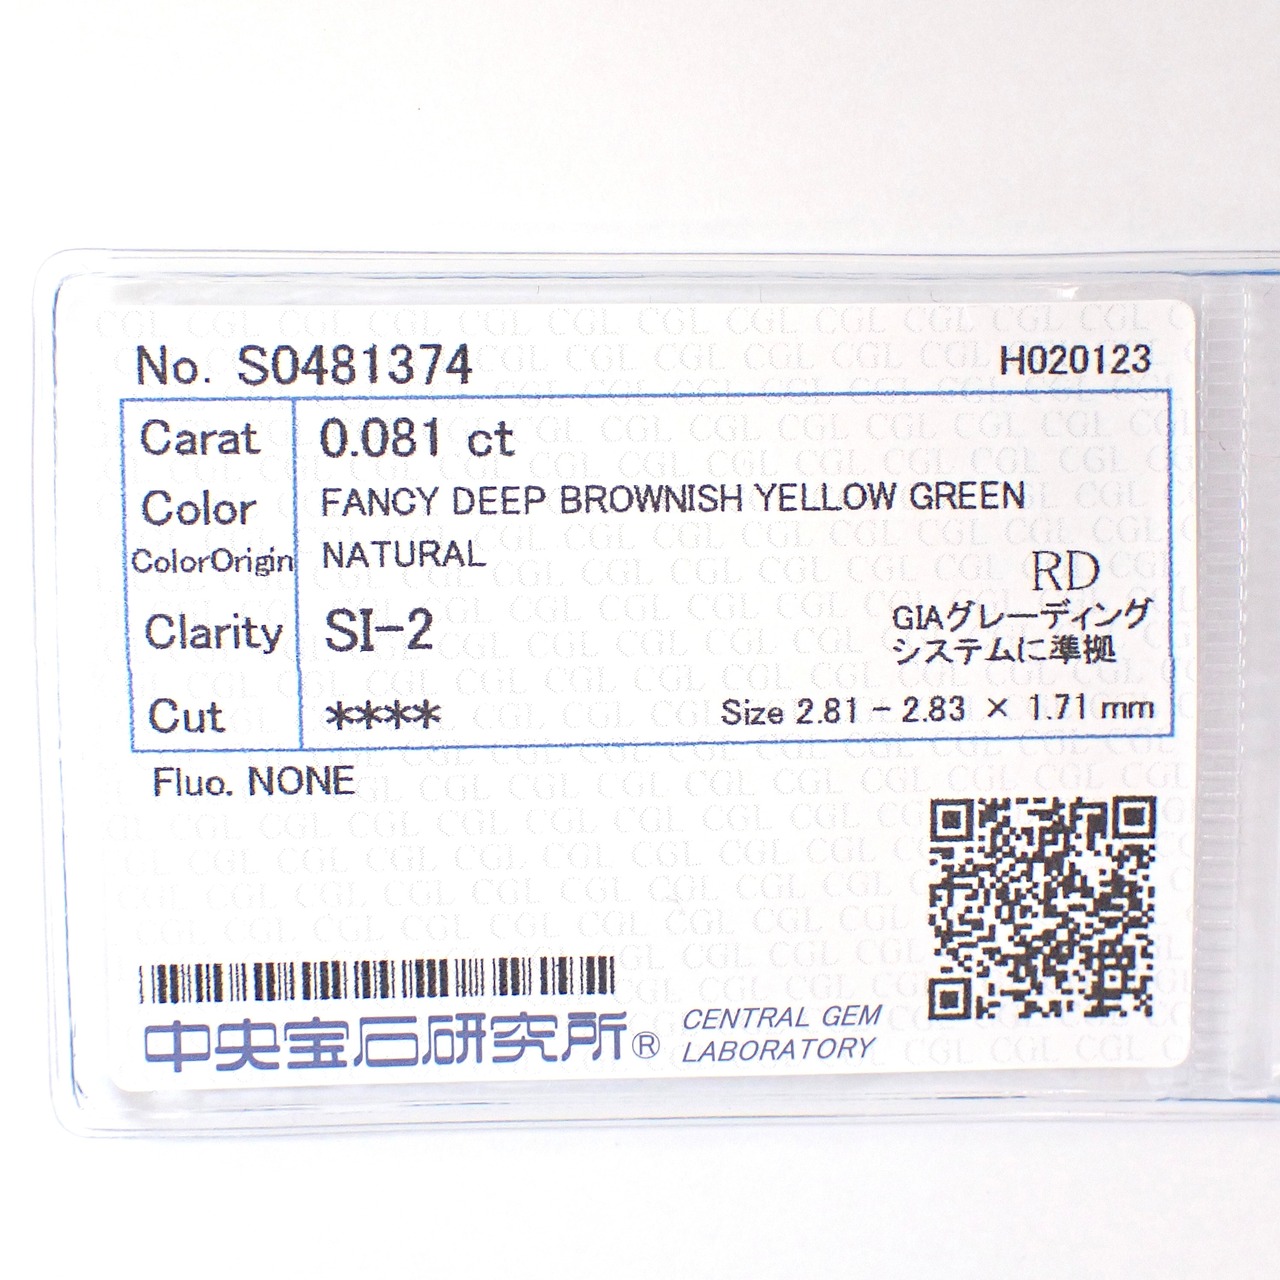 No. S0481374 H020123
Carat 0.081 ct
Color FANCY DEEP BROWNISH YELLOW GREEN
ColorOrigin NATURAL
RD
GIAグレーディング
システムに準拠
Clarity SI-2
Cut **** Size 2.81 - 2.83 × 1.71 mm
Fluo. NONE
中央宝石研究所®
CENTRAL GEM
LABORATORY